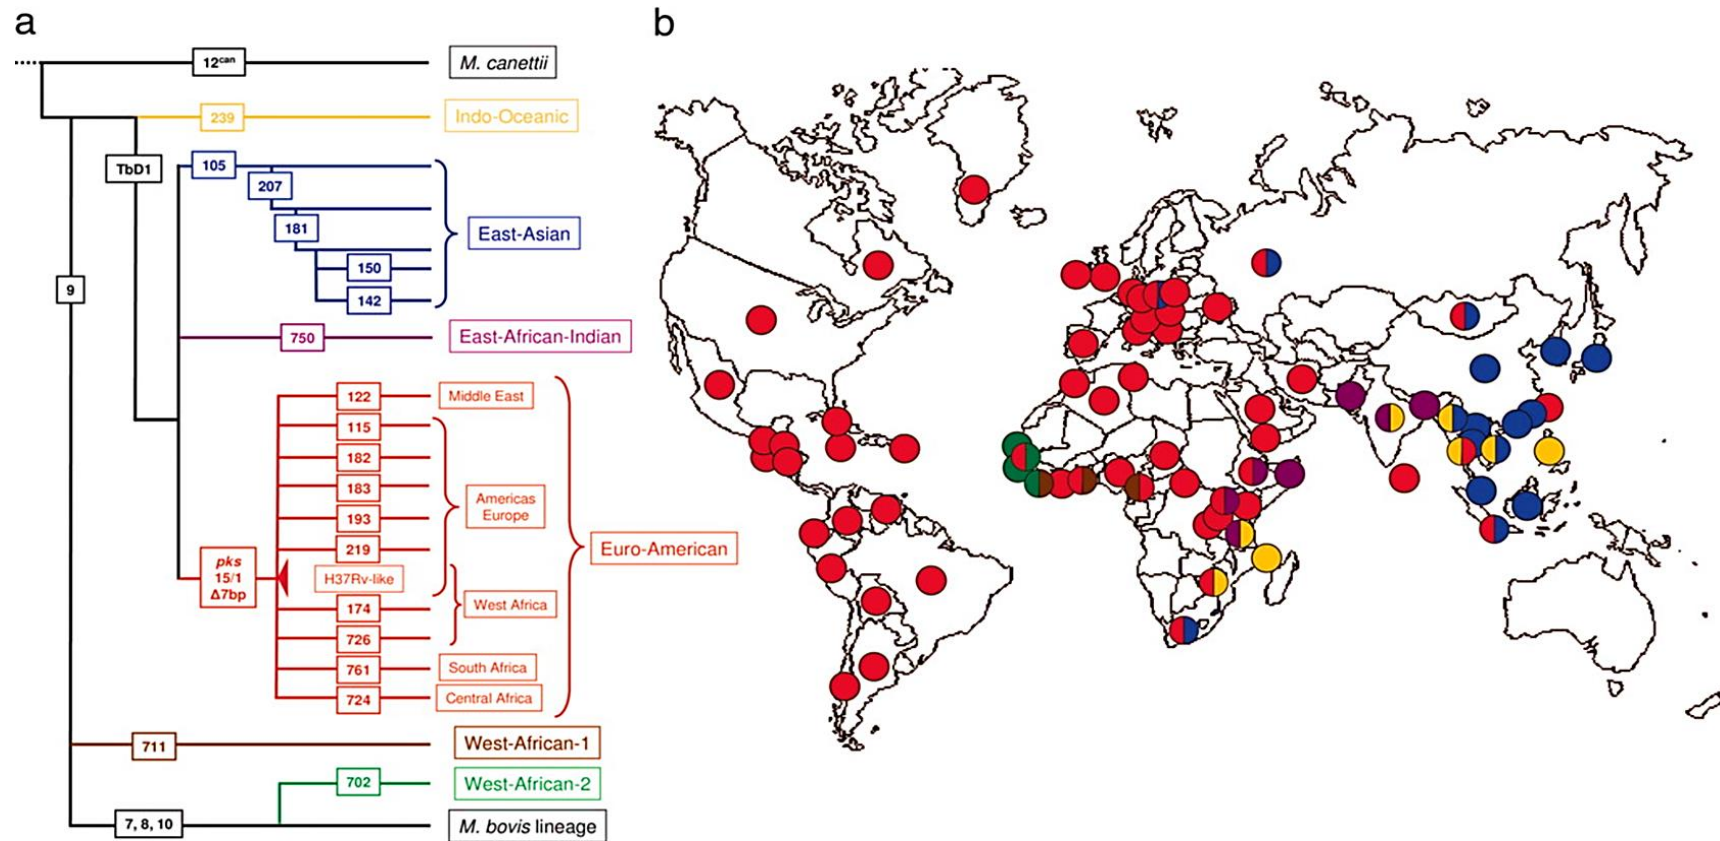 a
b
12can
M. canettii
239
Indo-Oceanic
TbD1
105
207
181
150
142
East-Asian
9
750
East-African-Indian
122
Middle East
115
182
183
193
219
Americas
Europe
H37Rv-like
pks
15/1
Δ7bp
174
726
West Africa
Euro-American
761
South Africa
724
Central Africa
711
West-African-1
702
West-African-2
7, 8, 10
M. bovis lineage